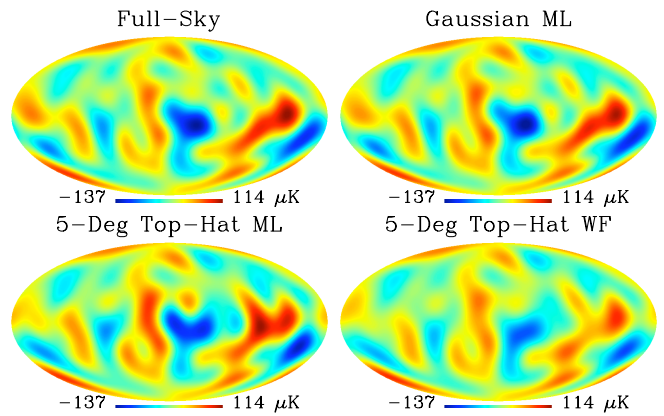 Full-Sky
Gaussian ML
-137 114 μK
-137 114 μK
5-Deg Top-Hat ML
5-Deg Top-Hat WF
-137 114 μK
-137 114 μK